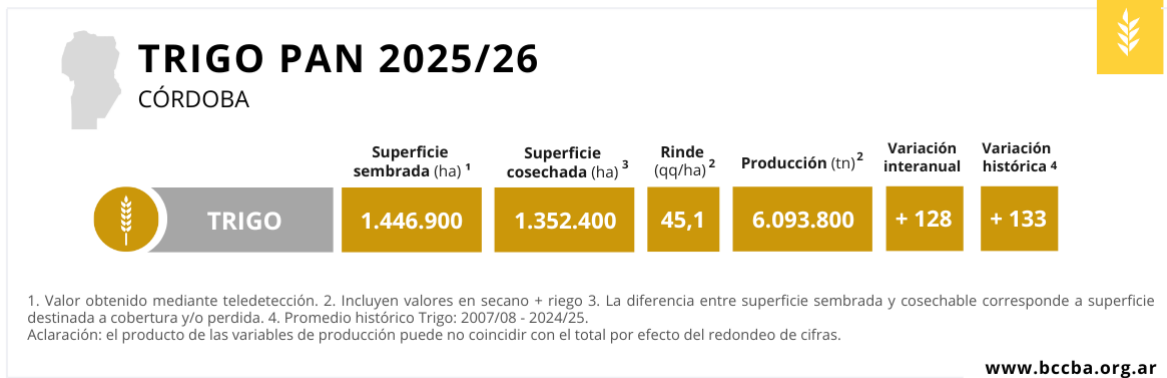 TRIGO PAN 2025/26
CÓRDOBA
Superficie
sembrada (ha) ¹
Superficie
cosechada (ha) ³
Rinde
(qq/ha) ²
Producción (tn)²
Variación
interanual
Variación
histórica ⁴
TRIGO
1.446.900
1.352.400
45,1
6.093.800
+ 128
+ 133
1. Valor obtenido mediante teledetección. 2. Incluyen valores en secano + riego 3. La diferencia entre superficie sembrada y cosechable corresponde a superficie
destinada a cobertura y/o perdida. 4. Promedio histórico Trigo: 2007/08 - 2024/25.
Aclaración: el producto de las variables de producción puede no coincidir con el total por efecto del redondeo de cifras.
www.bccba.org.ar